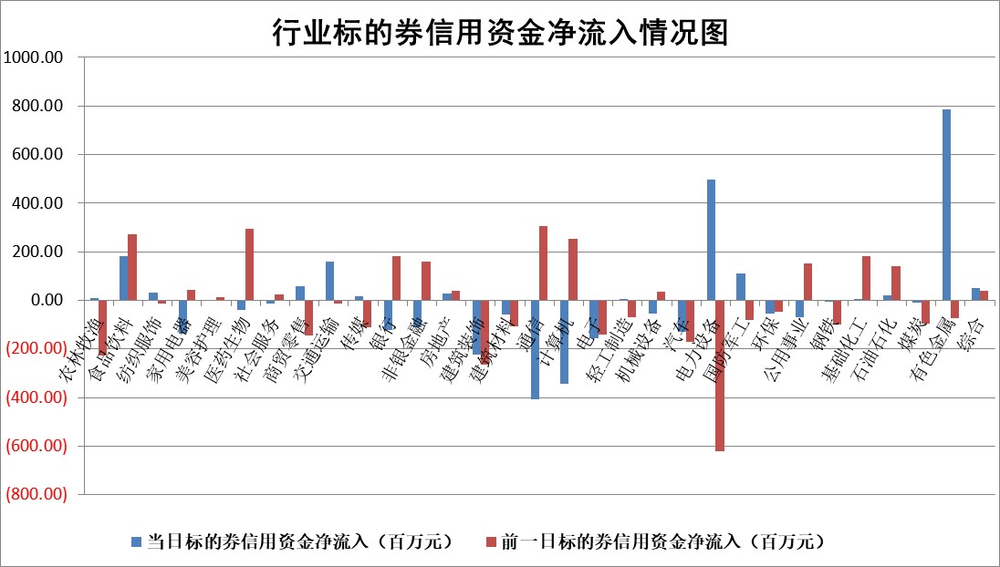 行业标的券信用资金净流入情况图
1000.00
800.00
600.00
400.00
200.00
0.00
(200.00)
(400.00)
(600.00)
(800.00)
农林牧渔
食品饮料
纺织服饰
家用电器
美容护理
医药生物
社会服务
商贸零售
交通运输
传媒
银行
非银金融
房地产
建筑装饰
建筑材料
通信
计算机
电子
轻工制造
机械设备
汽车
电力设备
国防军工
环保
公用事业
钢铁
基础化工
石油石化
煤炭
有色金属
综合
当日标的券信用资金净流入（百万元）
前一日标的券信用资金净流入（百万元）